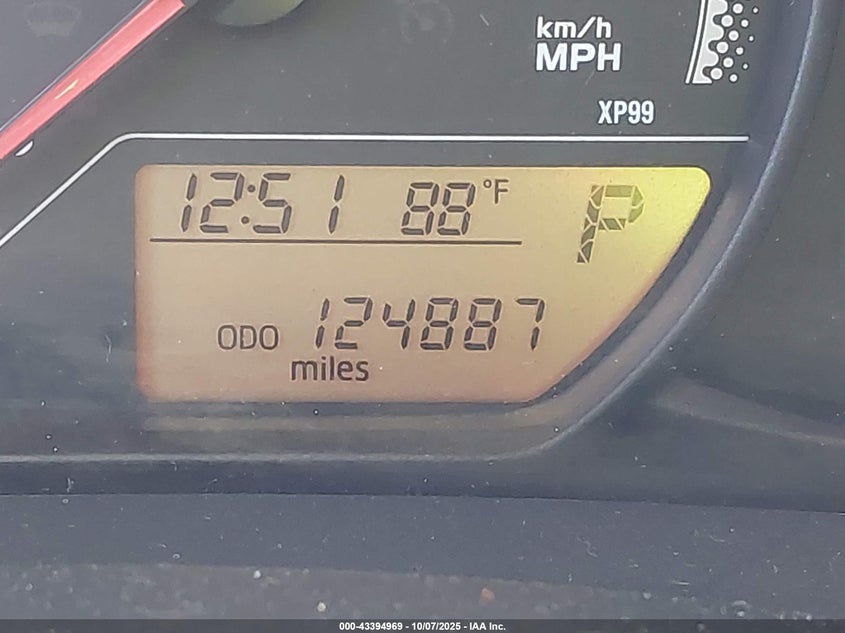 km/h
MPH
XP99
12:51 88°F P
ODO 124887
miles
000-43394969 - 10/07/2025 - IAA Inc.